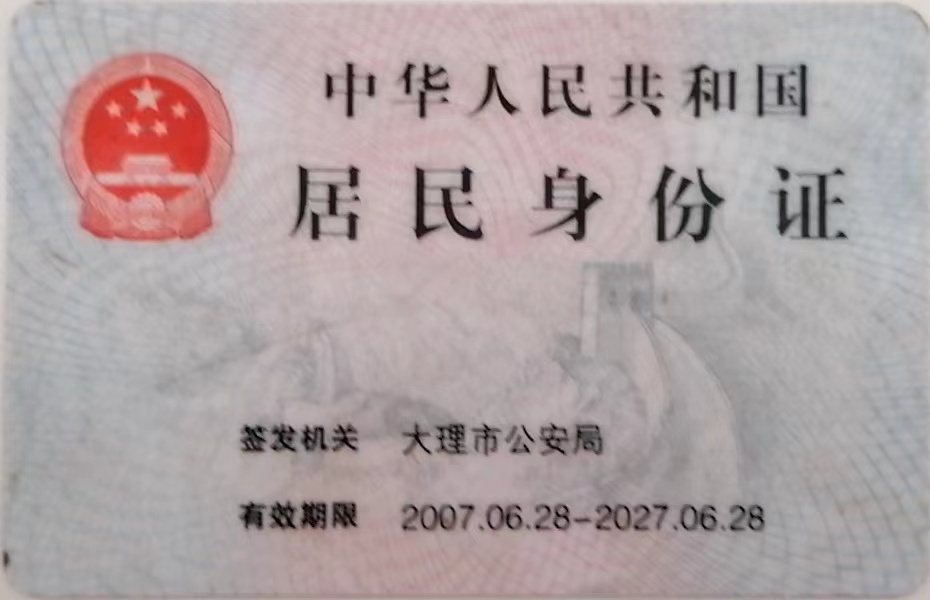 中华人民共和国
居民身份证
签发机关 大理市公安局
有效期限 2007.06.28-2027.06.28